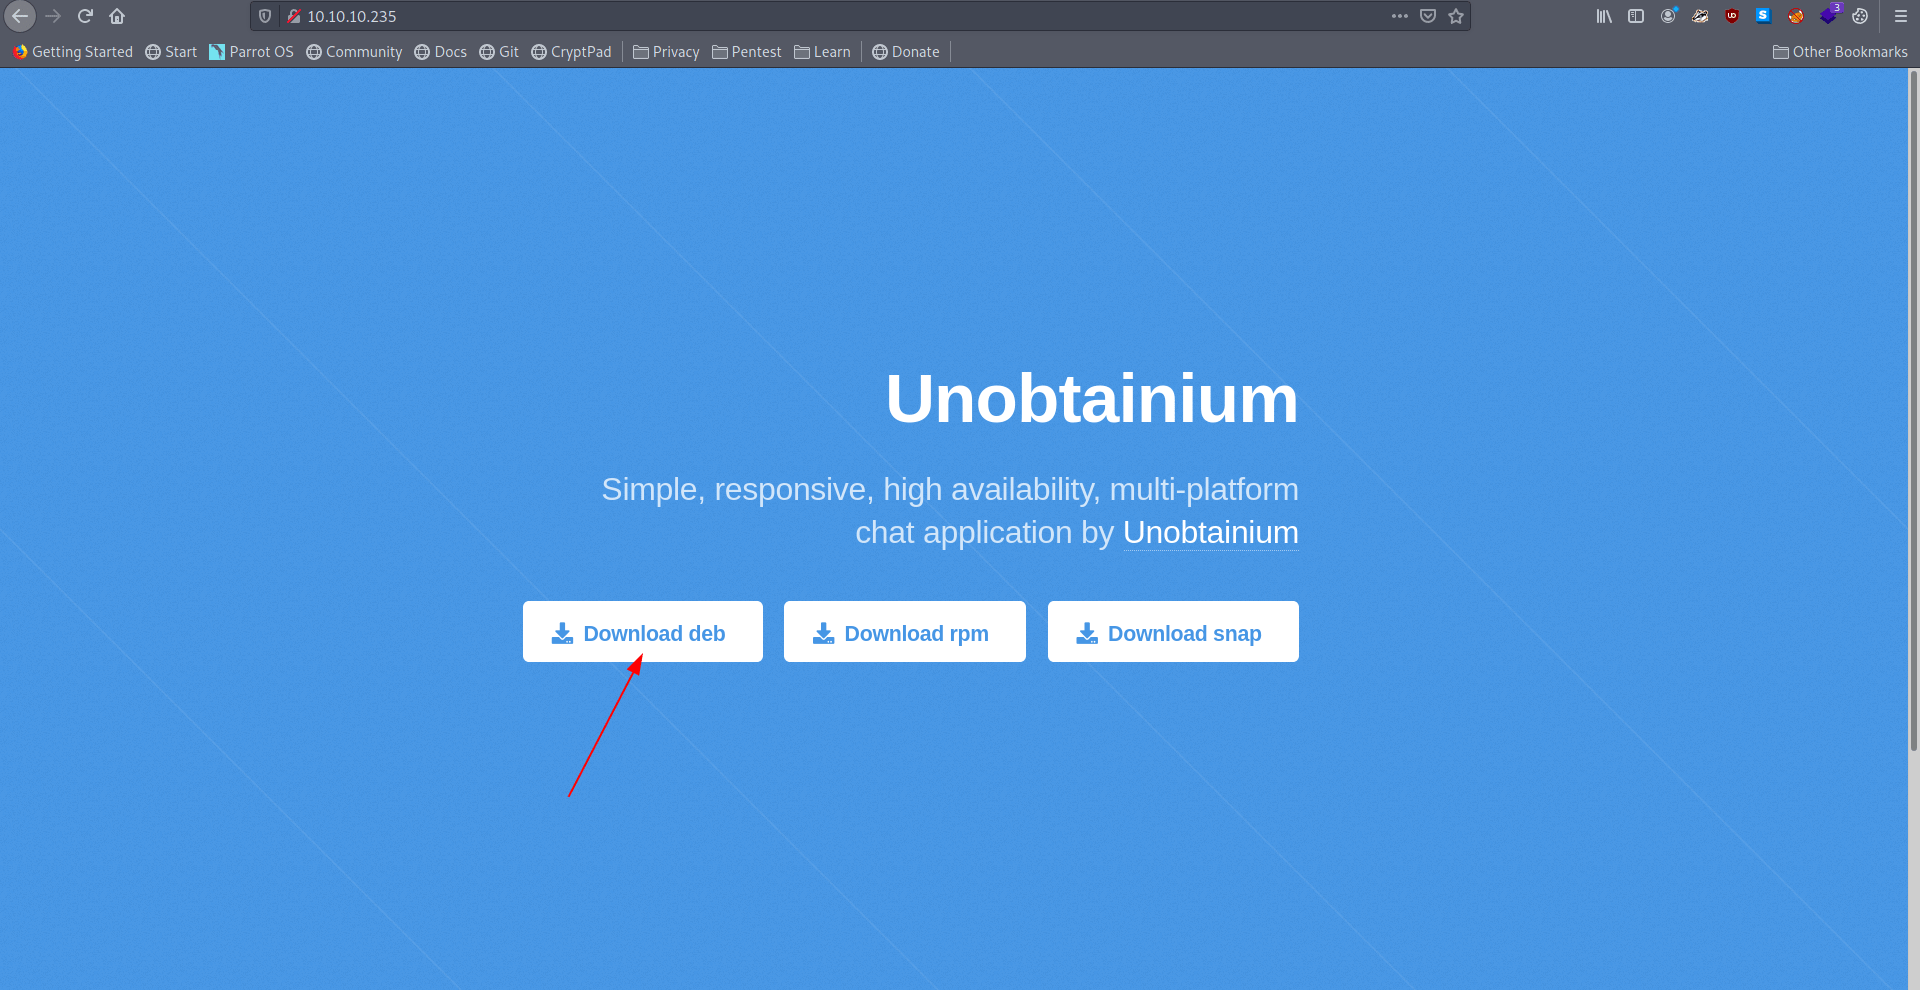 10.10.10.235
3
Getting Started Start Parrot OS Community Docs Git CryptPad Privacy Pentest Learn Donate Other Bookmarks
Unobtainium
Simple, responsive, high availability, multi-platform
chat application by Unobtainium
Download deb Download rpm Download snap